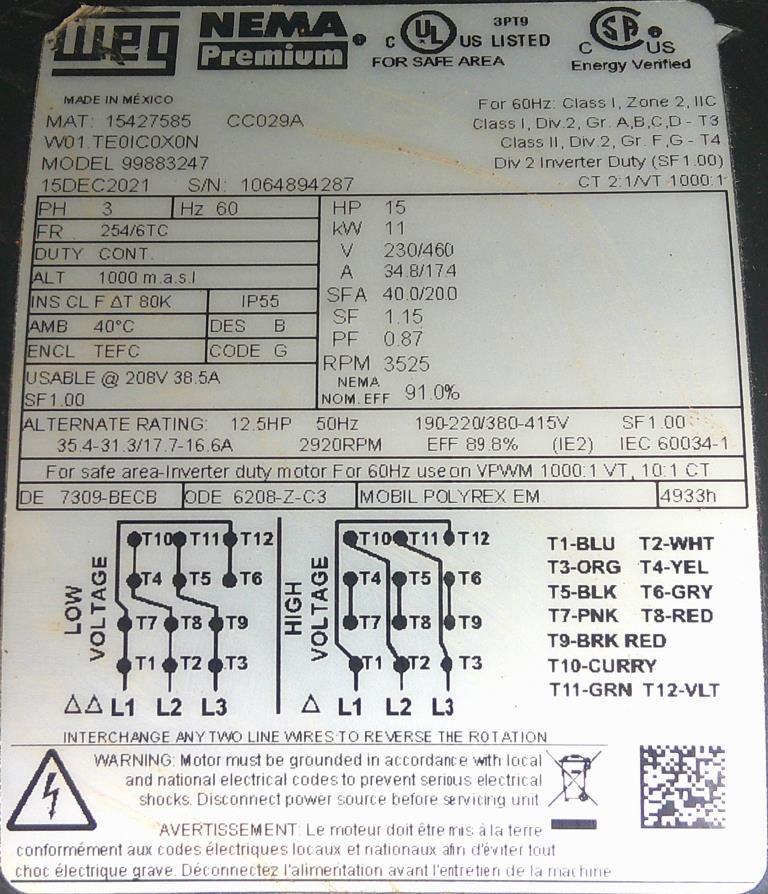 WEG NEMA Premium® C UL US LISTED 3PT9 FOR SAFE AREA C SA US Energy Verified
MADE IN MÉXICO
MAT: 15427585 CC029A
W01.TE0IC0X0N
MODEL 99883247
15DEC2021 S/N: 1064894287
For 60Hz: Class I, Zone 2, IIC
Class I, Div.2, Gr. A,B,C,D - T3
Class II, Div.2, Gr. F,G - T4
Div 2 Inverter Duty (SF1.00)
CT 2:1/VT 1000:1
PH 3 Hz 60
FR. 254/6TC
DUTY CONT.
ALT 1000 m.a.s.l
INS CL F ΔT 80K IP55
AMB 40°C DES B
ENCL TEFC CODE G
USABLE @ 208V 38.5A
SF1.00
HP 15
kW 11
V 230/460
A 34.8/17.4
SFA 40.0/20.0
SF 1.15
PF 0.87
RPM 3525
NEMA
NOM. EFF 91.0%
ALTERNATE RATING: 12.5HP 50Hz 190-220/380-415V SF1.00
35.4-31.3/17.7-16.6A 2920RPM EFF 89.8% (IE2) IEC 60034-1
For safe area-Inverter duty motor For 60Hz use on VPWM 1000:1 VT, 10:1 CT
DE 7309-BECB ODE 6208-Z-C3 MOBIL POLYREX EM 4933h
LOW VOLTAGE
T10 T11 T12
T4 T5 T6
T7 T8 T9
T1 T2 T3
ΔΔ L1 L2 L3
HIGH VOLTAGE
T10 T11 T12
T4 T5 T6
T7 T8 T9
T1 T2 T3
Δ L1 L2 L3
T1-BLU T2-WHT
T3-ORG T4-YEL
T5-BLK T6-GRY
T7-PNK T8-RED
T9-BRK RED
T10-CURRY
T11-GRN T12-VLT
INTERCHANGE ANY TWO LINE WIRES TO REVERSE THE ROTATION
WARNING: Motor must be grounded in accordance with local
and national electrical codes to prevent serious electrical
shocks. Disconnect power source before servicing unit.
AVERTISSEMENT: Le moteur doit être mis à la terre
conformément aux codes électriques locaux et nationaux afin d'éviter tout
choc électrique grave. Déconnectez l'alimentation avant l'entretien de la machine